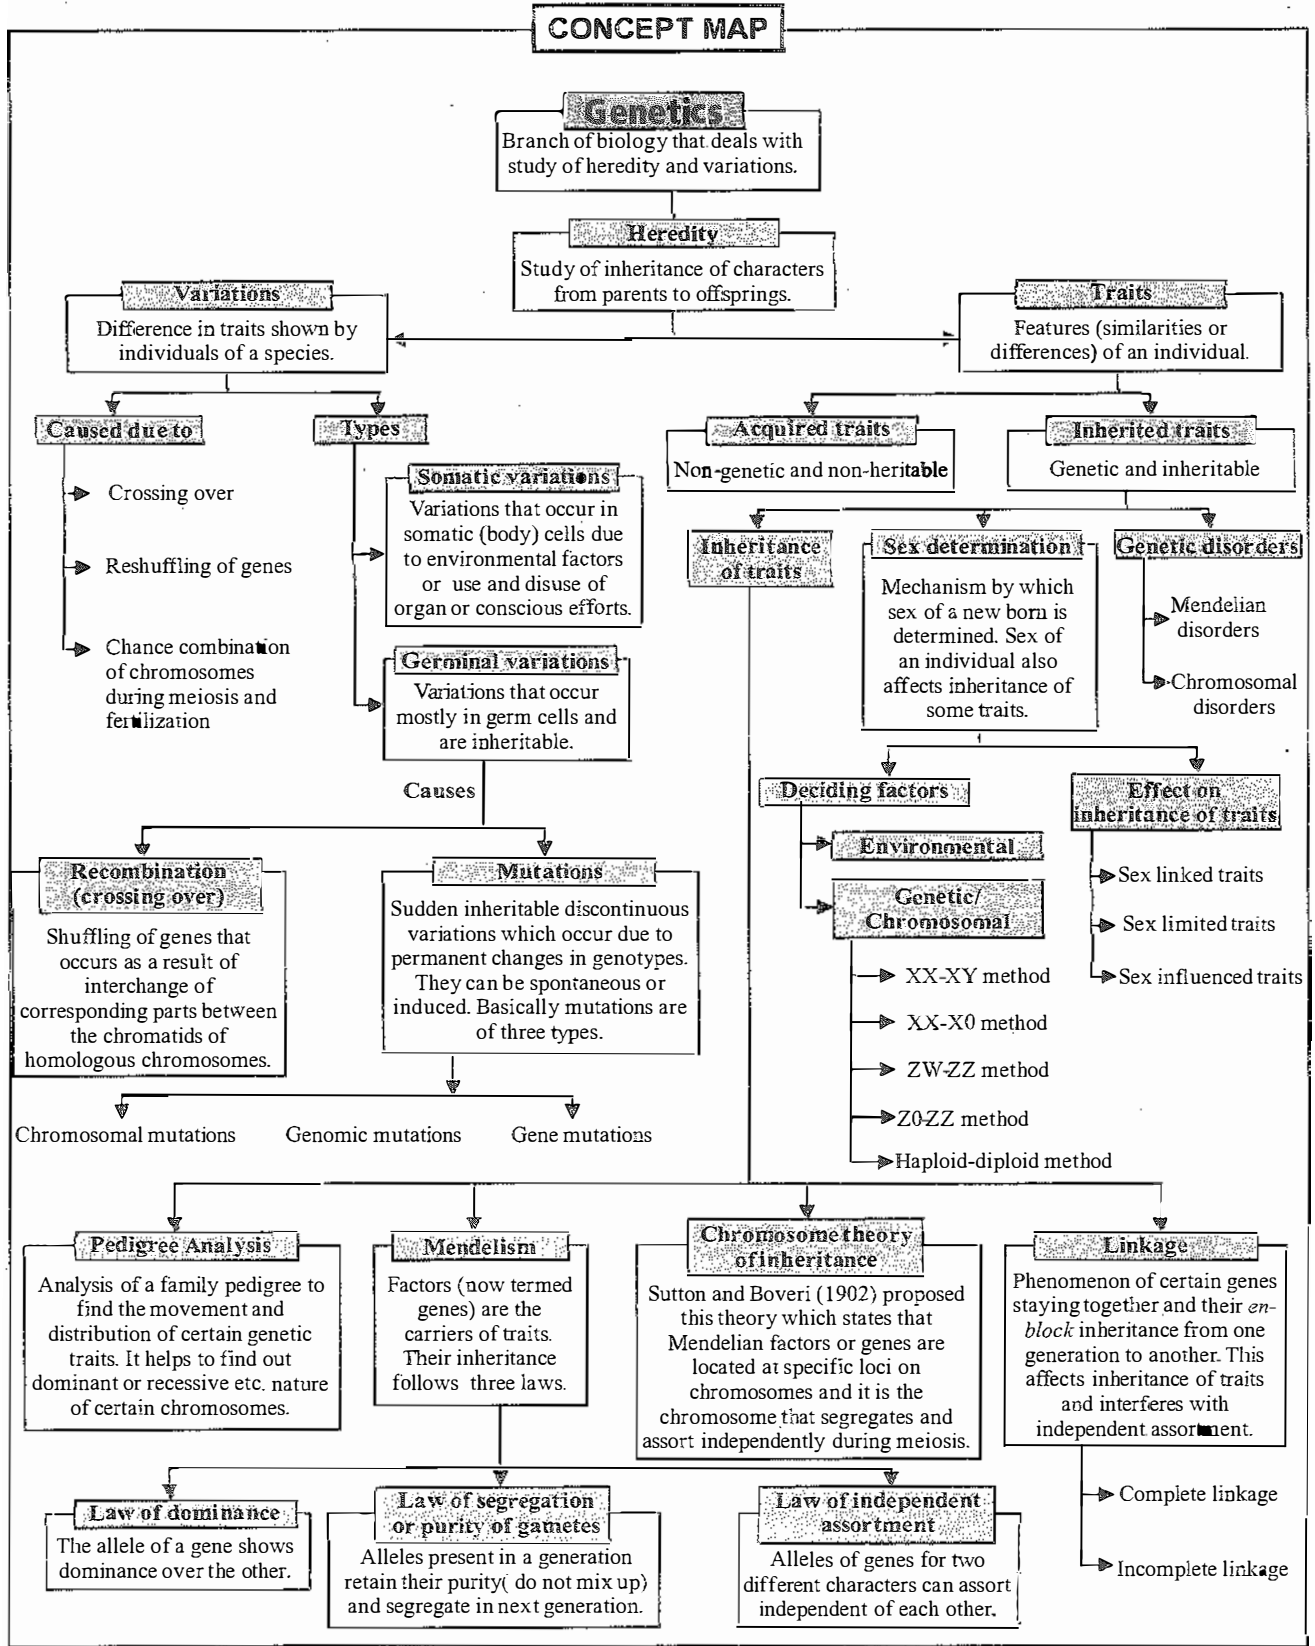 CONCEPT MAP
Genetics
Branch of biology that deals with
study of heredity and variations.
Heredity
Study of inheritance of characters
from parents to offsprings.
Variations
Difference in traits shown by
individuals of a species.
Traits
Features (similarities or
differences) of an individual.
Caused due to
Crossing over
Reshuffling of genes
Chance combination
of chromosomes
during meiosis and
fertilization
Types
Somatic variations
Variations that occur in
somatic (body) cells due
to environmental factors
or use and disuse of
organ or conscious efforts.
Germinal variations
Variations that occur
mostly in germ cells and
are inheritable.
Causes
Acquired traits
Non-genetic and non-heritable
Inherited traits
Genetic and inheritable
Inheritance
of traits
Sex determination
Mechanism by which
sex of a new born is
determined. Sex of
an individual also
affects inheritance of
some traits.
Genetic disorders
Mendelian
disorders
Chromosomal
disorders
Deciding factors
Environmental
Genetic/
Chromosomal
XX-XY method
XX-X0 method
ZW-ZZ method
Z0-ZZ method
Haploid-diploid method
Effect on
inheritance of traits
Sex linked traits
Sex limited traits
Sex influenced traits
Recombination
(crossing over)
Shuffling of genes that
occurs as a result of
interchange of
corresponding parts between
the chromatids of
homologous chromosomes.
Mutations
Sudden inheritable discontinuous
variations which occur due to
permanent changes in genotypes.
They can be spontaneous or
induced. Basically mutations are
of three types.
Chromosomal mutations
Genomic mutations
Gene mutations
Pedigree Analysis
Analysis of a family pedigree to
find the movement and
distribution of certain genetic
traits. It helps to find out
dominant or recessive etc. nature
of certain chromosomes.
Mendelism
Factors (now termed
genes) are the
carriers of traits.
Their inheritance
follows three laws.
Chromosome theory
of inheritance
Sutton and Boveri (1902) proposed
this theory which states that
Mendelian factors or genes are
located at specific loci on
chromosomes and it is the
chromosome that segregates and
assort independently during meiosis.
Linkage
Phenomenon of certain genes
staying together and their en-
block inheritance from one
generation to another. This
affects inheritance of traits
and interferes with
independent assortment.
Complete linkage
Incomplete linkage
Law of dominance
The allele of a gene shows
dominance over the other.
Law of segregation
or purity of gametes
Alleles present in a generation
retain their purity( do not mix up)
and segregate in next generation.
Law of independent
assortment
Alleles of genes for two
different characters can assort
independent of each other.